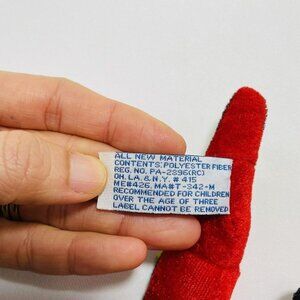 ALL NEW MATERIAL
CONTENTS: POLYESTER FIBER
REG. NO. PA-2396(RC)
OH. LA. & N.Y. # 415
ME#426, MA#T-342-M
RECOMMENDED FOR CHILDREN
OVER THE AGE OF THREE
LABEL CANNOT BE REMOVED